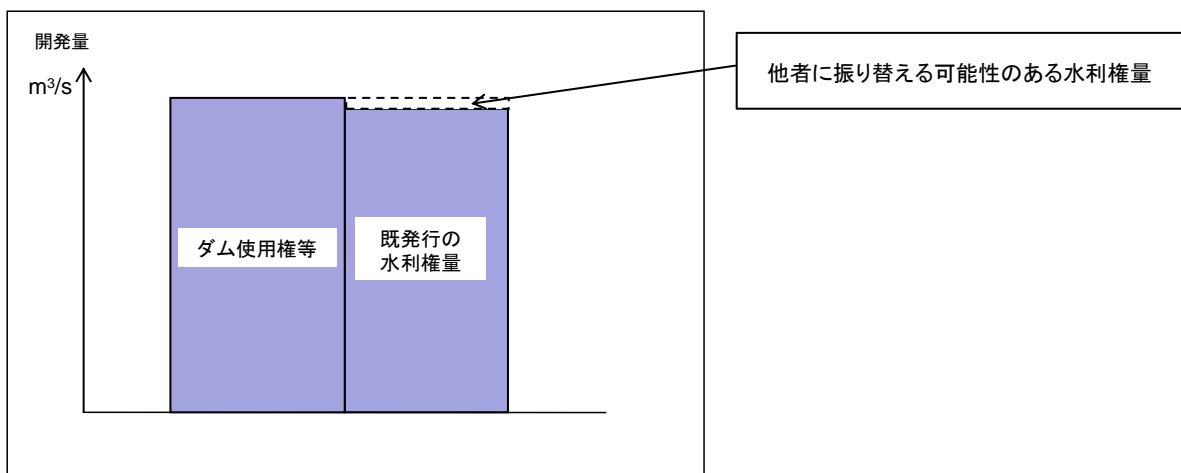 開発量
m³/s
他者に振り替える可能性のある水利権量
ダム使用権等
既発行の
水利権量